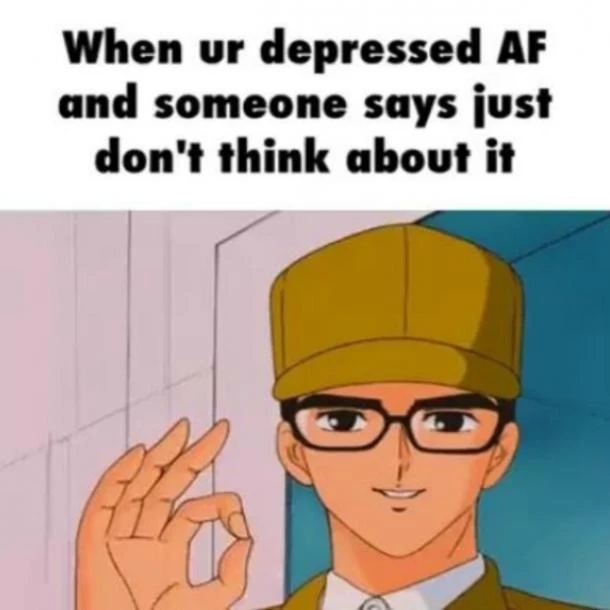 When ur depressed AF
and someone says just
don't think about it